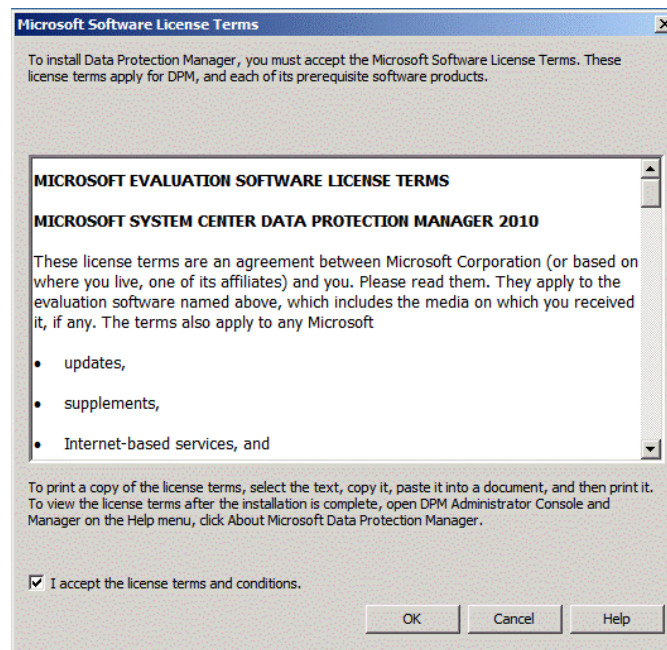 Microsoft Software License Terms
To install Data Protection Manager, you must accept the Microsoft Software License Terms. These
license terms apply for DPM, and each of its prerequisite software products.
MICROSOFT EVALUATION SOFTWARE LICENSE TERMS
MICROSOFT SYSTEM CENTER DATA PROTECTION MANAGER 2010
These license terms are an agreement between Microsoft Corporation (or based on
where you live, one of its affiliates) and you. Please read them. They apply to the
evaluation software named above, which includes the media on which you received
it, if any. The terms also apply to any Microsoft
• updates,
• supplements,
• Internet-based services, and
To print a copy of the license terms, select the text, copy it, paste it into a document, and then print it.
To view the license terms after the installation is complete, open DPM Administrator Console and
Manager on the Help menu, click About Microsoft Data Protection Manager.
I accept the license terms and conditions.
OK Cancel Help